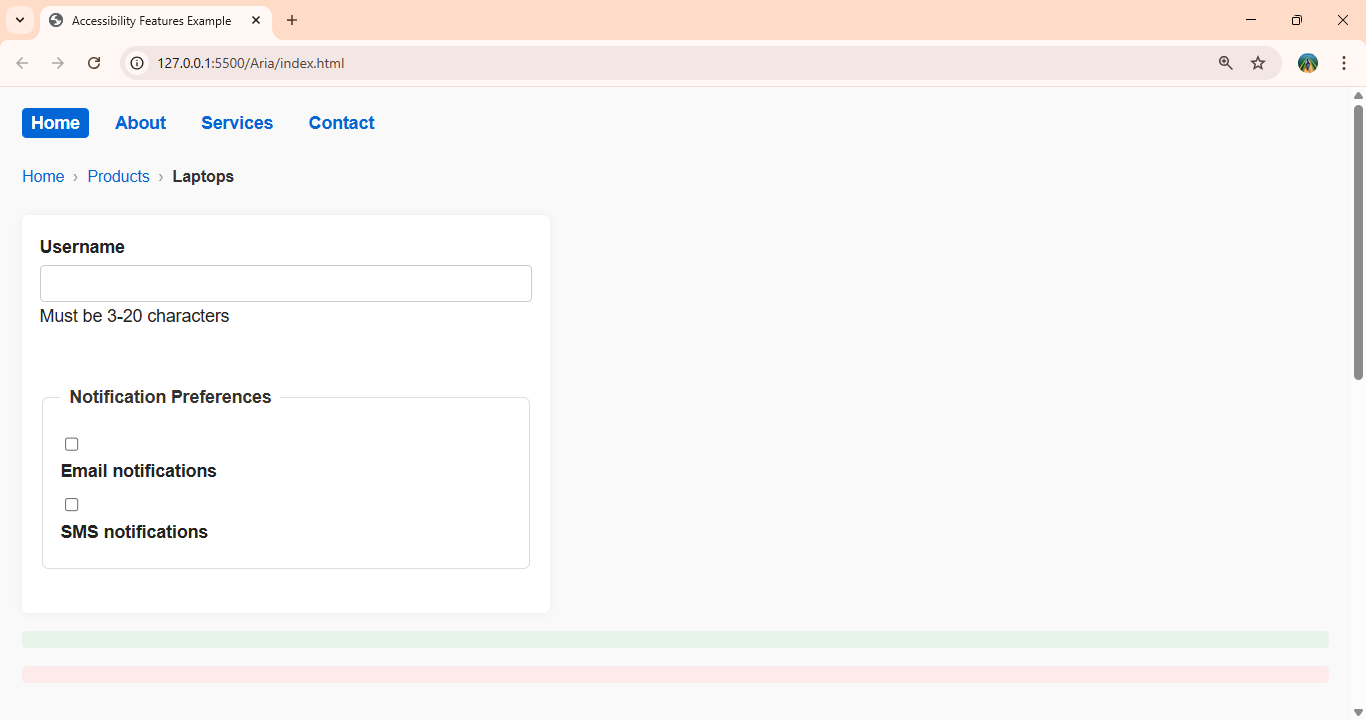 Accessibility Features Example
127.0.0.1:5500/Aria/index.html
Home About Services Contact
Home › Products › Laptops
Username
Must be 3-20 characters
Notification Preferences
Email notifications
SMS notifications